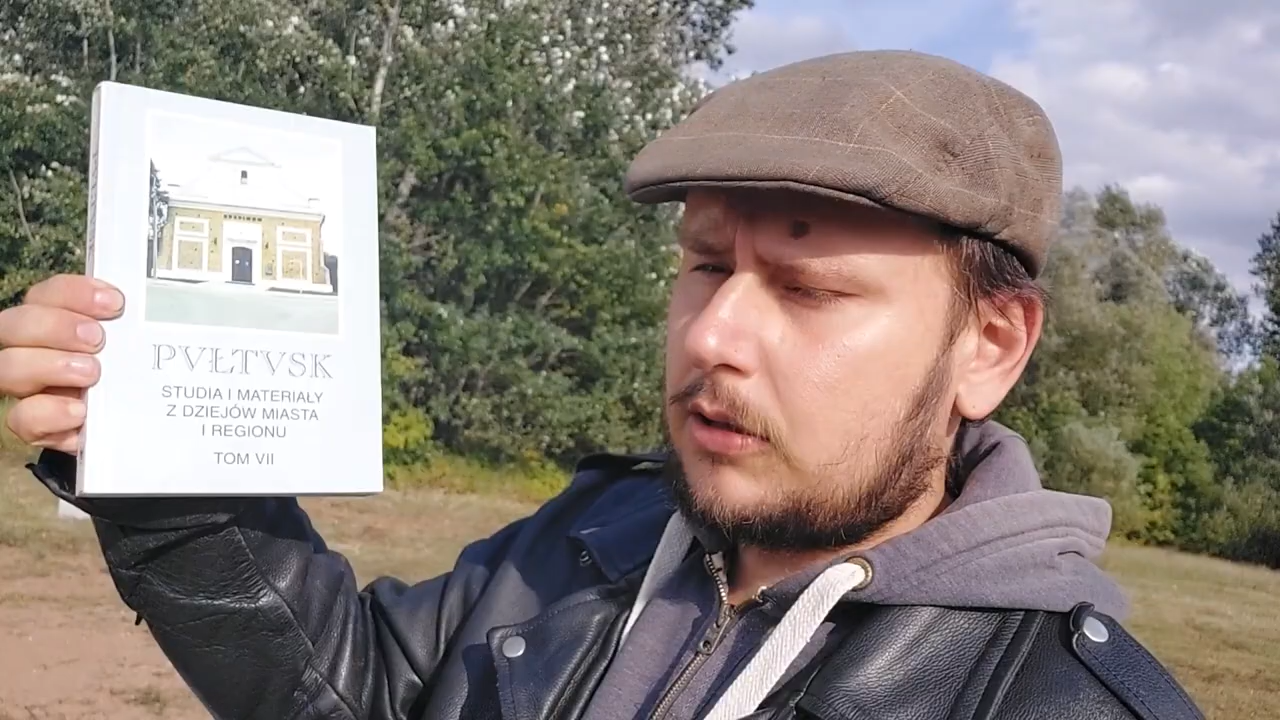 PVŁTVSK
STUDIA I MATERIAŁY
Z DZIEJÓW MIASTA
I REGIONU
TOM VII